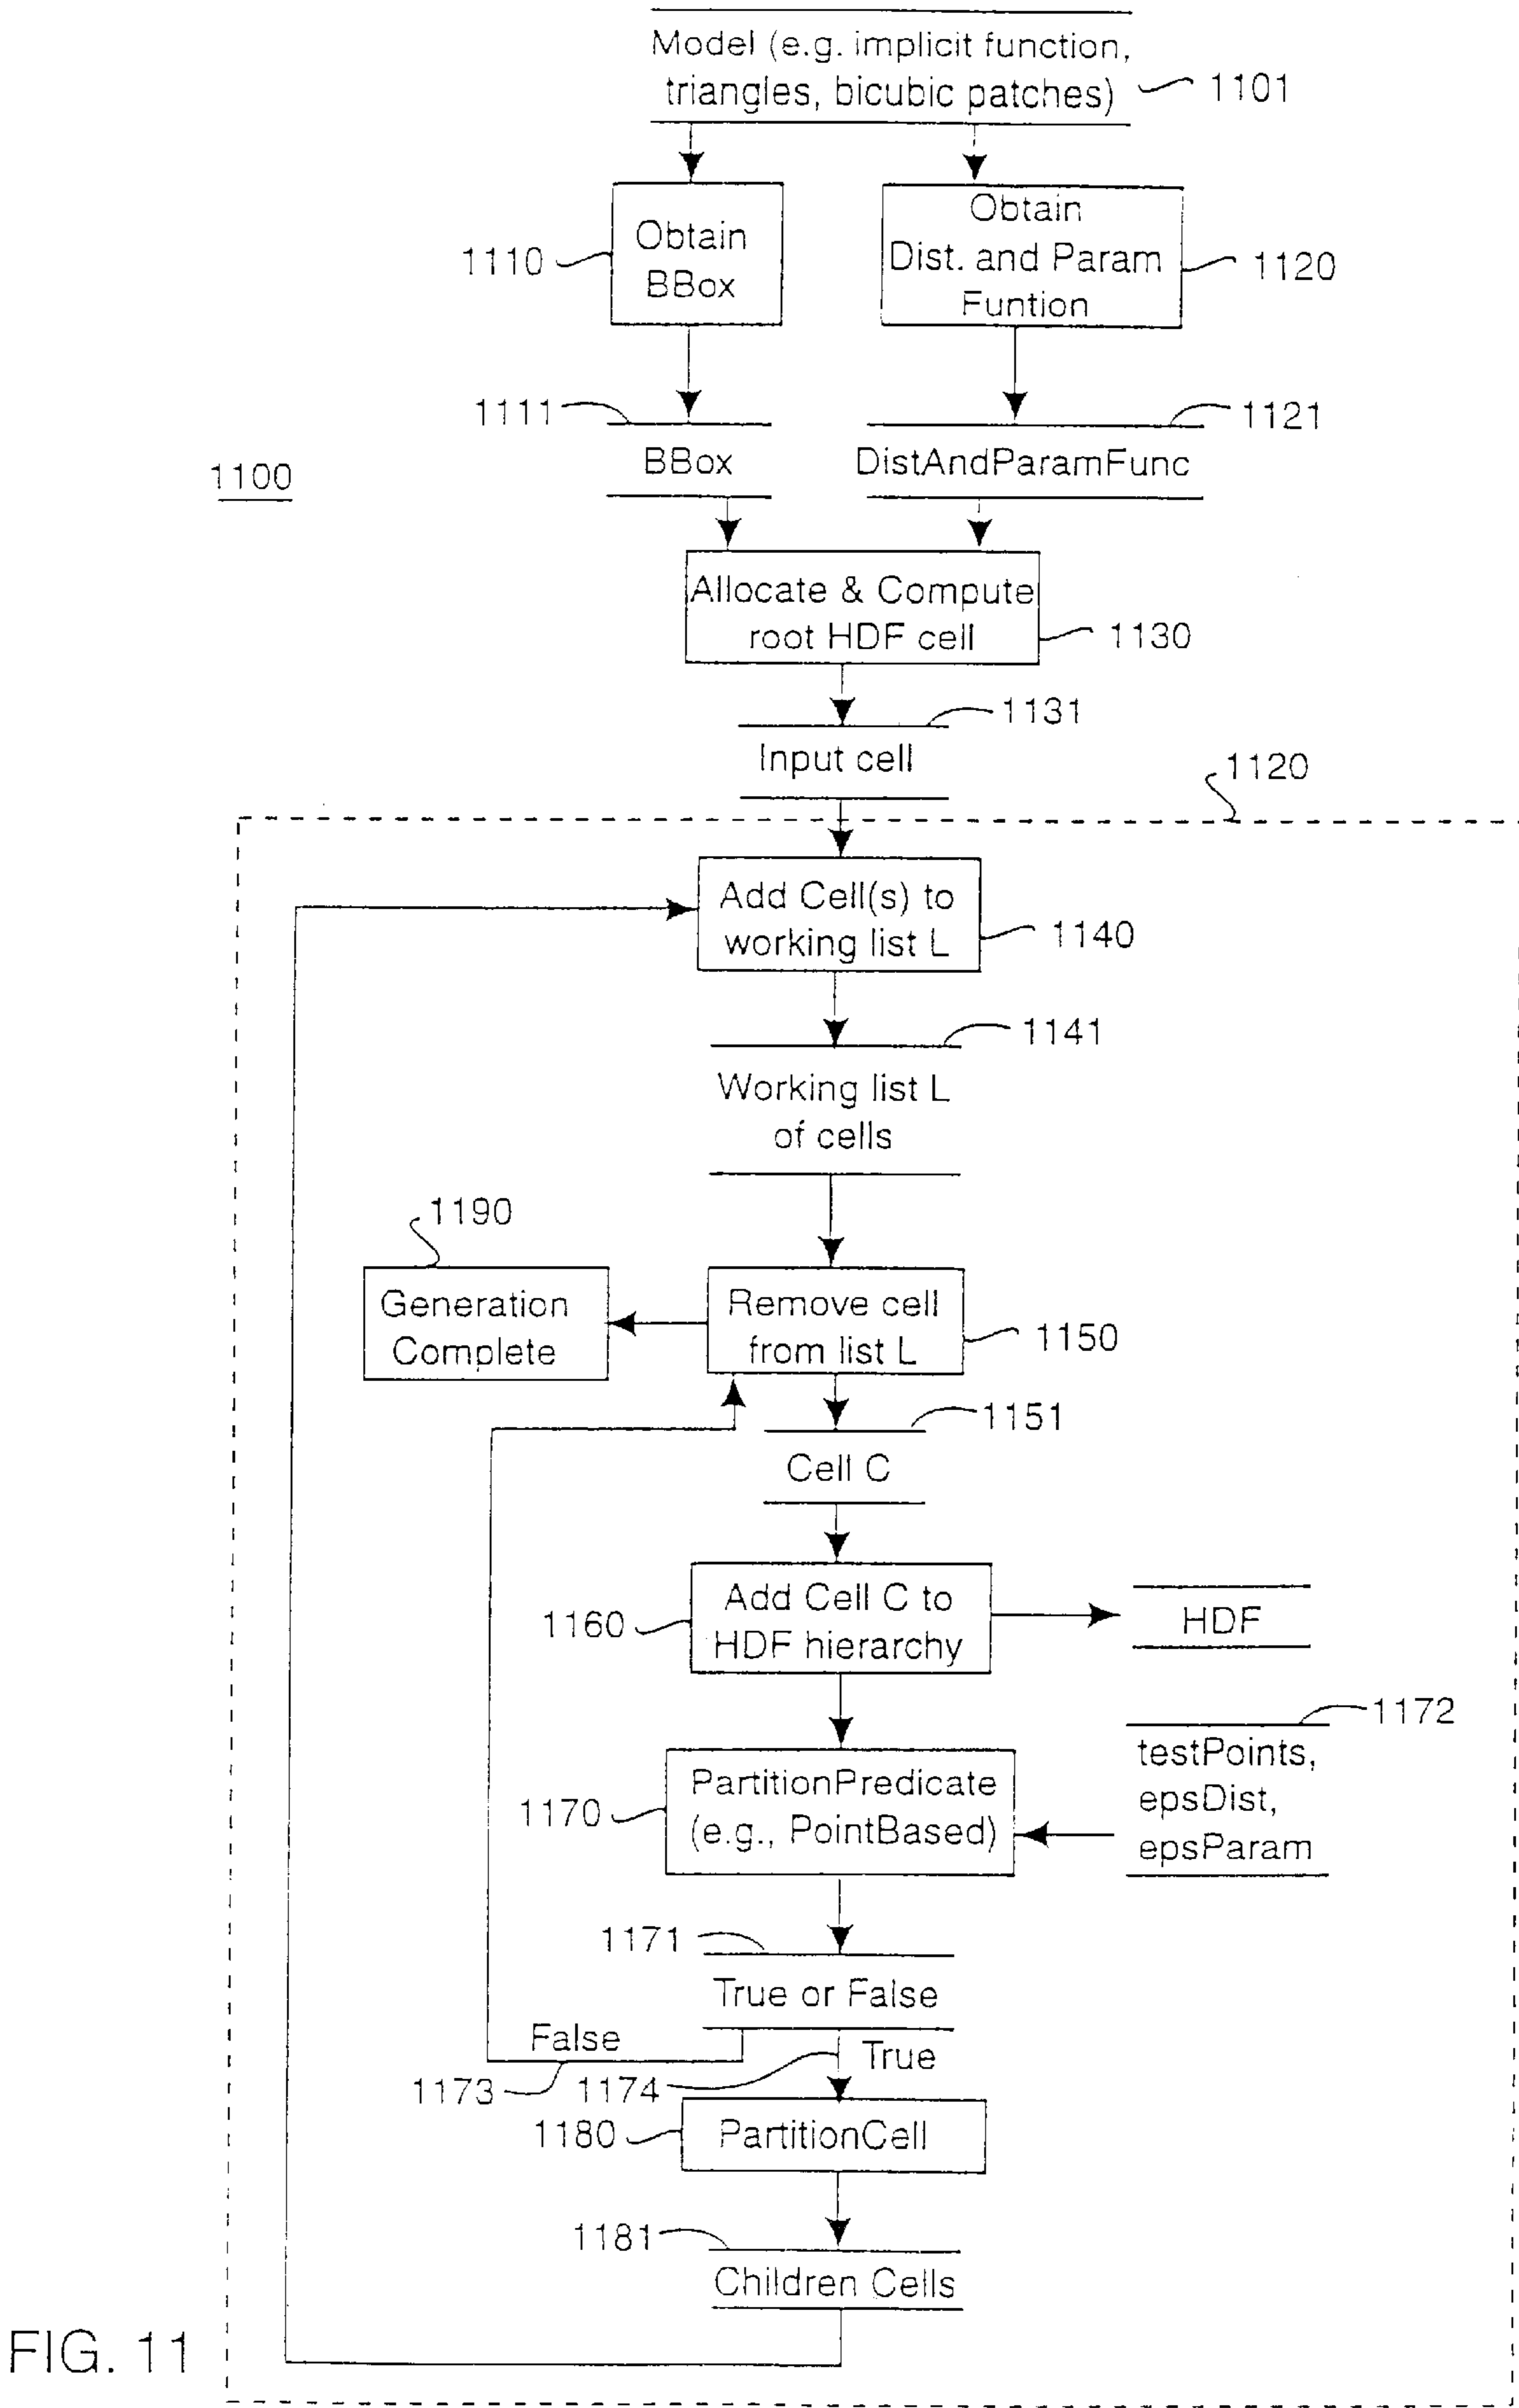 Model (e.g. implicit function,
triangles, bicubic patches)
1101
Obtain
BBox
1110
Obtain
Dist. and Param
Funtion
1120
1111
BBox
1121
DistAndParamFunc
1100
Allocate & Compute
root HDF cell
1130
1131
Input cell
1120
Add Cell(s) to
working list L
1140
1141
Working list L
of cells
1190
Generation
Complete
Remove cell
from list L
1150
1151
Cell C
1160
Add Cell C to
HDF hierarchy
HDF
1172
testPoints,
epsDist,
epsParam
1170
PartitionPredicate
(e.g., PointBased)
1171
True or False
False
True
1173
1174
1180
PartitionCell
1181
Children Cells
FIG. 11